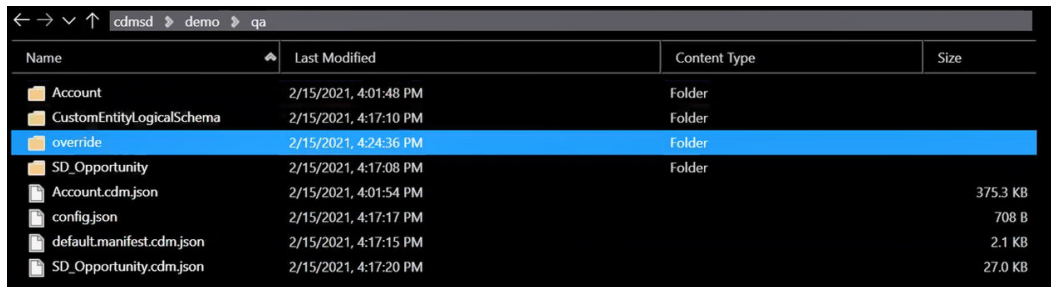 cdmsd demo qa
Name Last Modified Content Type Size
Account 2/15/2021, 4:01:48 PM Folder
CustomEntityLogicalSchema 2/15/2021, 4:17:10 PM Folder
override 2/15/2021, 4:24:36 PM Folder
SD_Opportunity 2/15/2021, 4:17:08 PM Folder
Account.cdm.json 2/15/2021, 4:01:54 PM 375.3 KB
config.json 2/15/2021, 4:17:17 PM 708 B
default.manifest.cdm.json 2/15/2021, 4:17:15 PM 2.1 KB
SD_Opportunity.cdm.json 2/15/2021, 4:17:20 PM 27.0 KB